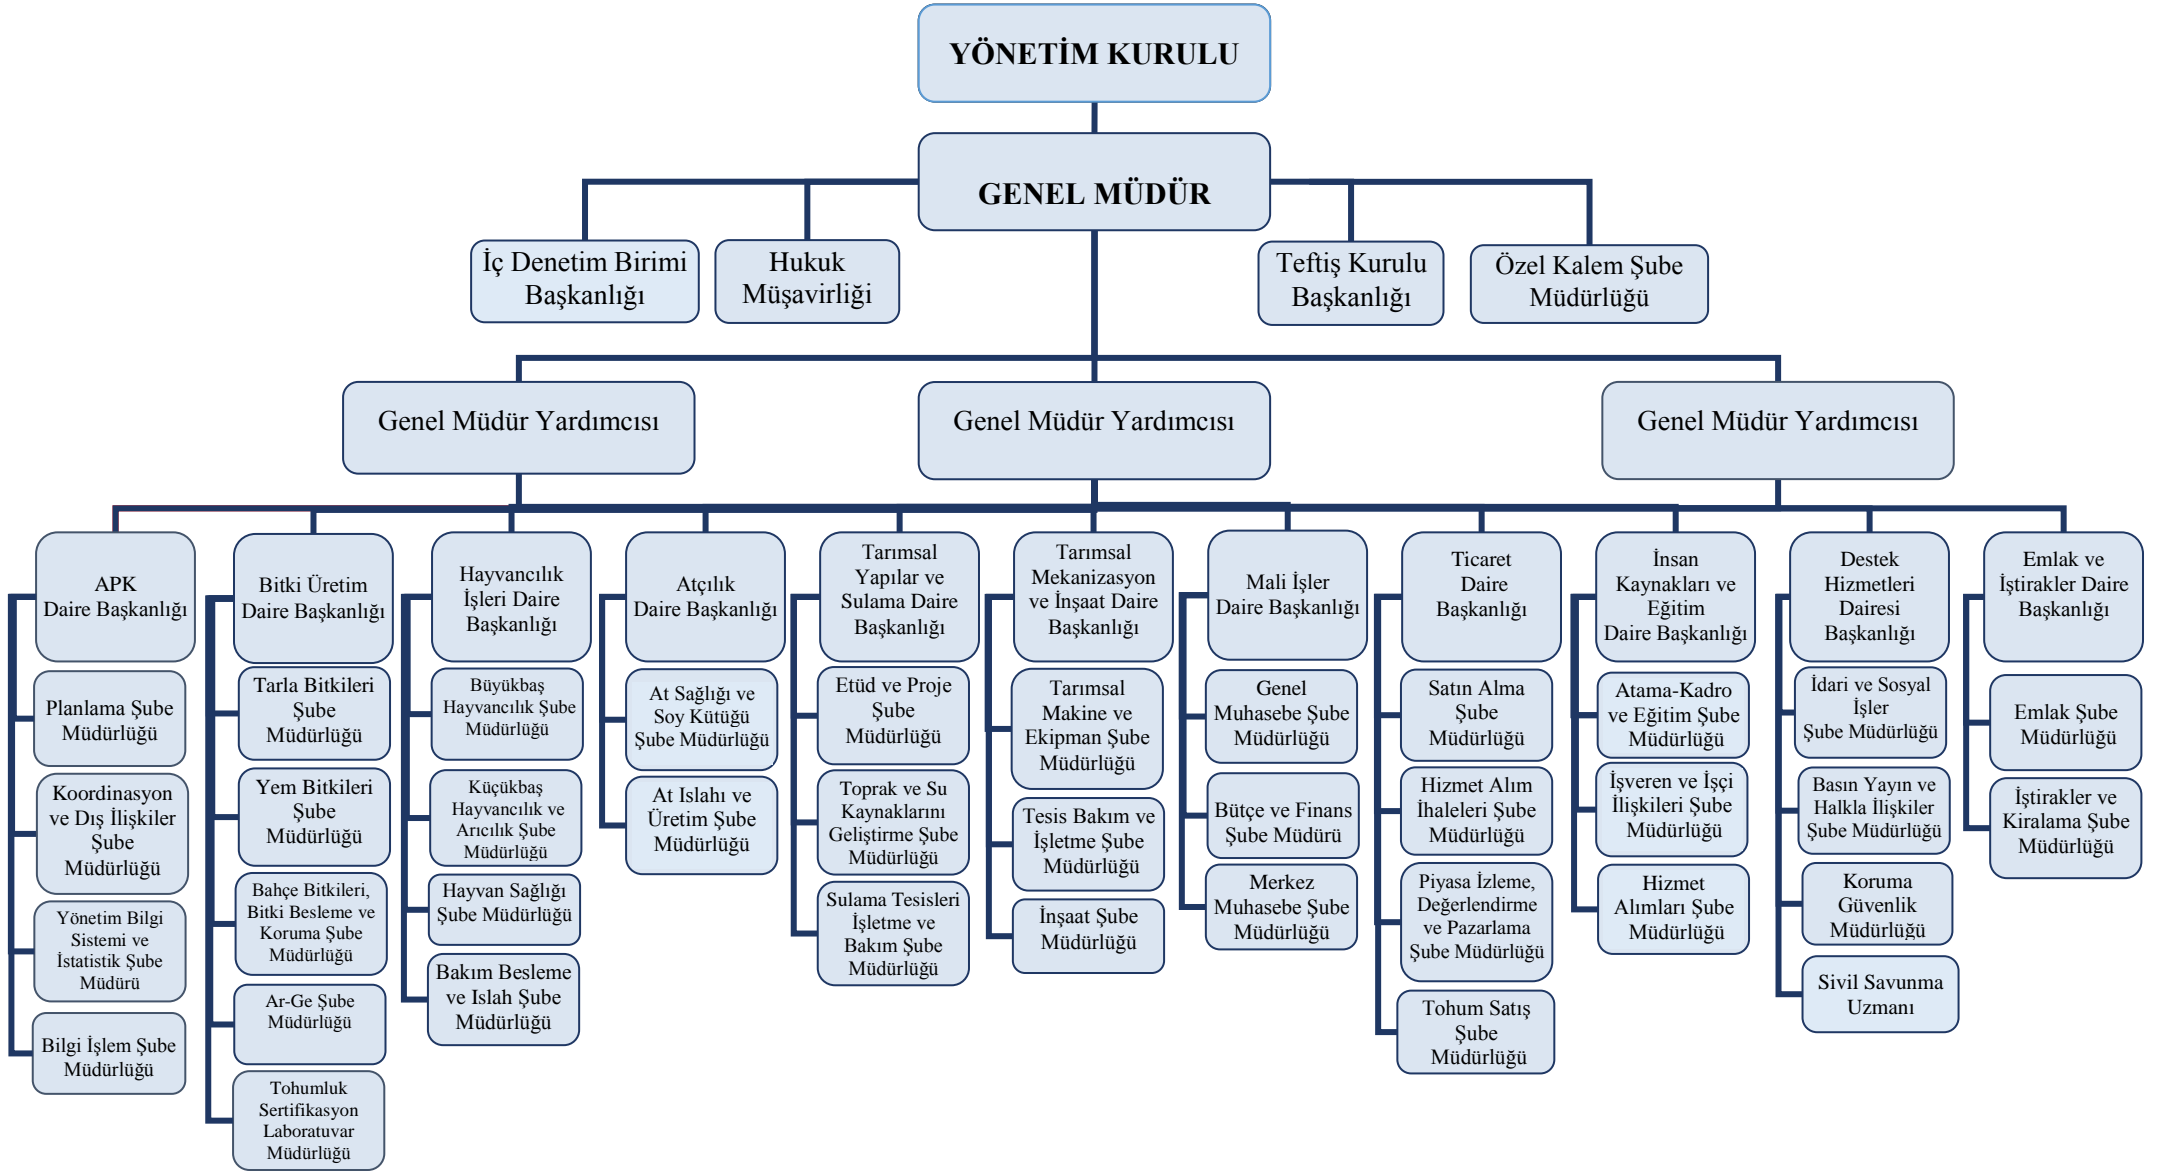 YÖNETİM KURULU
GENEL MÜDÜR
İç Denetim Birimi
Başkanlığı
Hukuk
Müşavirliği
Teftiş Kurulu
Başkanlığı
Özel Kalem Şube
Müdürlüğü
Genel Müdür Yardımcısı
Genel Müdür Yardımcısı
Genel Müdür Yardımcısı
APK
Daire Başkanlığı
Planlama Şube
Müdürlüğü
Koordinasyon
ve Dış İlişkiler
Şube
Müdürlüğü
Yönetim Bilgi
Sistemi ve
İstatistik Şube
Müdürü
Bilgi İşlem Şube
Müdürlüğü
Bitki Üretim
Daire Başkanlığı
Tarla Bitkileri
Şube
Müdürlüğü
Yem Bitkileri
Şube
Müdürlüğü
Bahçe Bitkileri,
Bitki Besleme ve
Koruma Şube
Müdürlüğü
Ar-Ge Şube
Müdürlüğü
Tohumluk
Sertifikasyon
Laboratuvar
Müdürlüğü
Hayvancılık
İşleri Daire
Başkanlığı
Büyükbaş
Hayvancılık Şube
Müdürlüğü
Küçükbaş
Hayvancılık ve
Arıcılık Şube
Müdürlüğü
Hayvan Sağlığı
Şube Müdürlüğü
Bakım Besleme
ve Islah Şube
Müdürlüğü
Atçılık
Daire Başkanlığı
At Sağlığı ve
Soy Kütüğü
Şube Müdürlüğü
At Islahı ve
Üretim Şube
Müdürlüğü
Tarımsal
Yapılar ve
Sulama Daire
Başkanlığı
Etüd ve Proje
Şube
Müdürlüğü
Toprak ve Su
Kaynaklarını
Geliştirme Şube
Müdürlüğü
Sulama Tesisleri
İşletme ve
Bakım Şube
Müdürlüğü
Tarımsal
Mekanizasyon
ve İnşaat Daire
Başkanlığı
Tarımsal
Makine ve
Ekipman Şube
Müdürlüğü
Tesis Bakım ve
İşletme Şube
Müdürlüğü
İnşaat Şube
Müdürlüğü
Mali İşler
Daire Başkanlığı
Genel
Muhasebe Şube
Müdürlüğü
Bütçe ve Finans
Şube Müdürü
Merkez
Muhasebe Şube
Müdürlüğü
Ticaret
Daire
Başkanlığı
Satın Alma
Şube
Müdürlüğü
Hizmet Alım
İhaleleri Şube
Müdürlüğü
Piyasa İzleme,
Değerlendirme
ve Pazarlama
Şube Müdürlüğü
Tohum Satış
Şube
Müdürlüğü
İnsan
Kaynakları ve
Eğitim
Daire Başkanlığı
Atama-Kadro
ve Eğitim Şube
Müdürlüğü
İşveren ve İşçi
İlişkileri Şube
Müdürlüğü
Hizmet
Alımları Şube
Müdürlüğü
Destek
Hizmetleri
Dairesi
Başkanlığı
İdari ve Sosyal
İşler
Şube Müdürlüğü
Basın Yayın ve
Halkla İlişkiler
Şube Müdürlüğü
Koruma
Güvenlik
Müdürlüğü
Sivil Savunma
Uzmanı
Emlak ve
İştirakler Daire
Başkanlığı
Emlak Şube
Müdürlüğü
İştirakler ve
Kiralama Şube
Müdürlüğü